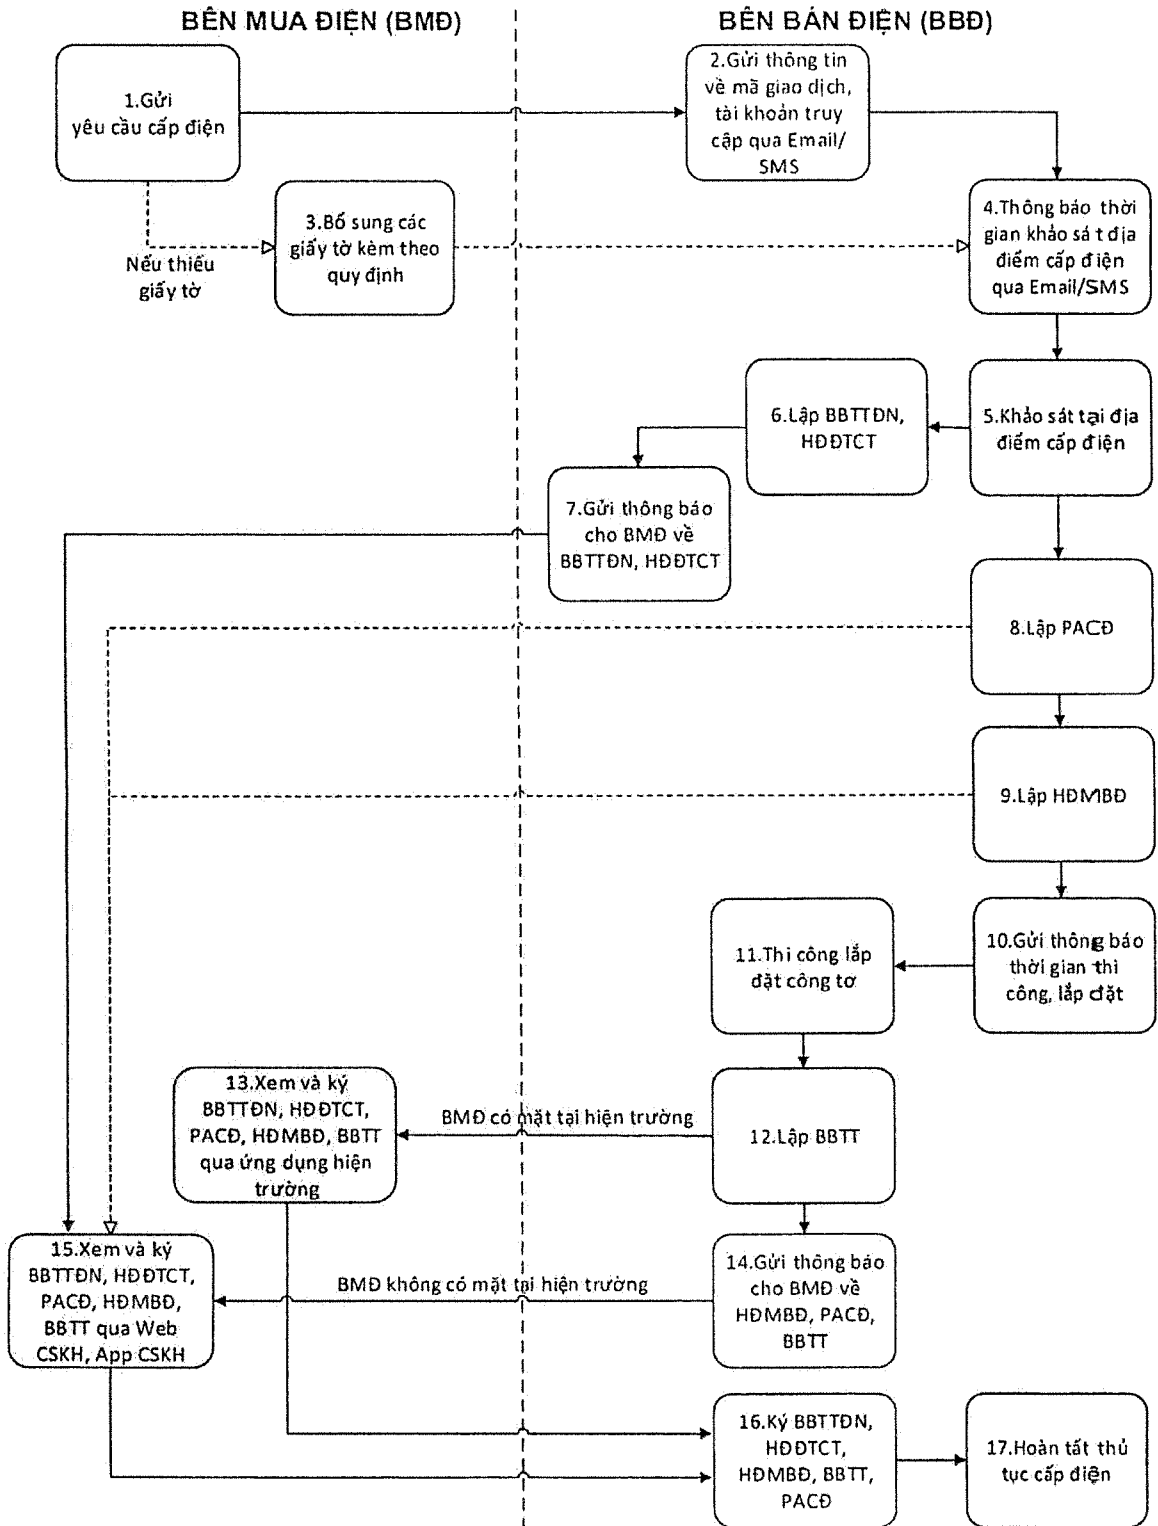 BÊN MUA ĐIỆN (BMĐ)
BÊN BÁN ĐIỆN (BBĐ)
1.Gửi
yêu cầu cấp điện
2.Gửi thông tin
về mã giao dịch,
tài khoản truy
cập qua Email/
SMS
3.Bổ sung các
giấy tờ kèm theo
quy định
Nếu thiếu
giấy tờ
4.Thông báo thời
gian khảo sát địa
điểm cấp điện
qua Email/SMS
5.Khảo sát tại địa
điểm cấp điện
6.Lập BBTTĐN,
HĐĐTCT
7.Gửi thông báo
cho BMĐ về
BBTTĐN, HĐĐTCT
8.Lập PACĐ
9.Lập HĐMBĐ
10.Gửi thông báo
thời gian thi
công, lắp đặt
11.Thi công lắp
đặt công tơ
12.Lập BBTT
BMĐ có mặt tại hiện trường
13.Xem và ký
BBTTĐN, HĐĐTCT,
PACĐ, HĐMBĐ, BBTT
qua ứng dụng hiện
trường
14.Gửi thông báo
cho BMĐ về
HĐMBĐ, PACĐ,
BBTT
BMĐ không có mặt tại hiện trường
15.Xem và ký
BBTTĐN, HĐĐTCT,
PACĐ, HĐMBĐ,
BBTT qua Web
CSKH, App CSKH
16.Ký BBTTĐN,
HĐĐTCT,
HĐMBĐ, BBTT,
PACĐ
17.Hoàn tất thủ
tục cấp điện